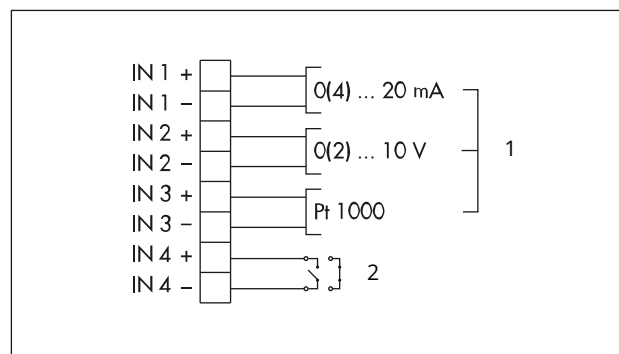 IN 1 +
IN 1 –
0(4) ... 20 mA
IN 2 +
IN 2 –
0(2) ... 10 V
1
IN 3 +
IN 3 –
Pt 1000
IN 4 +
IN 4 –
2